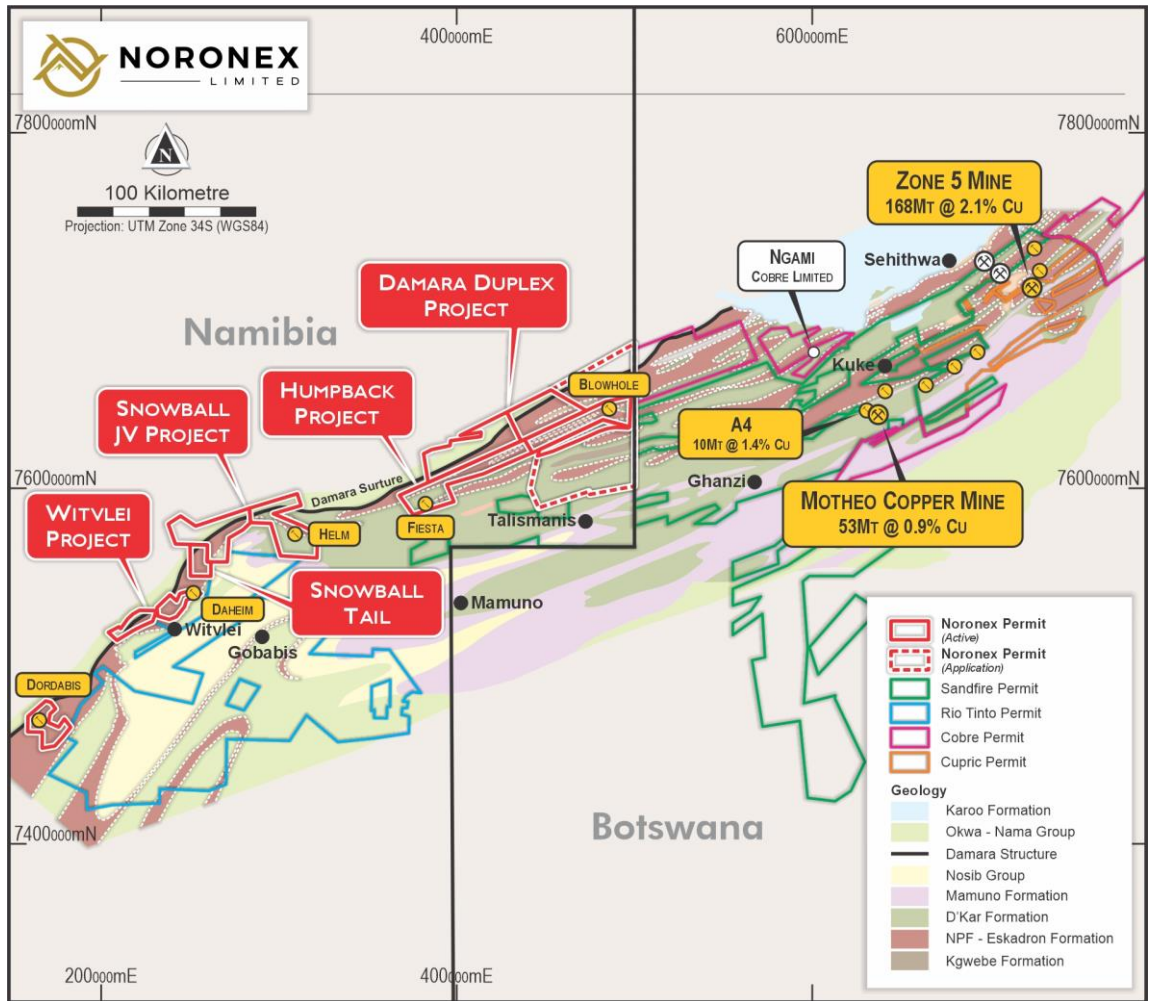 NORONEX
LIMITED
400000mE
600000mE
7800000mN
7800000mN
N
100 Kilometre
Projection: UTM Zone 34S (WGS84)
ZONE 5 MINE
168MT @ 2.1% CU
Sehithwa
NGAMI
COBRE LIMITED
DAMARA DUPLEX
PROJECT
Namibia
HUMPBACK
PROJECT
BLOWHOLE
Kuke
SNOWBALL
JV PROJECT
A4
10MT @ 1.4% CU
7600000mN
7600000mN
Damara Surture
Ghanzi
WITVLEI
PROJECT
FIESTA
Talismanis
MOTHEO COPPER MINE
53MT @ 0.9% CU
HELM
SNOWBALL
TAIL
DAHEIM
Mamuno
Witvlei
Gobabis
DORDABIS
Botswana
7400000mN
200000mE
400000mE
Noronex Permit
(Active)
Noronex Permit
(Application)
Sandfire Permit
Rio Tinto Permit
Cobre Permit
Cupric Permit
Geology
Karoo Formation
Okwa - Nama Group
Damara Structure
Nosib Group
Mamuno Formation
D'Kar Formation
NPF - Eskadron Formation
Kgwebe Formation